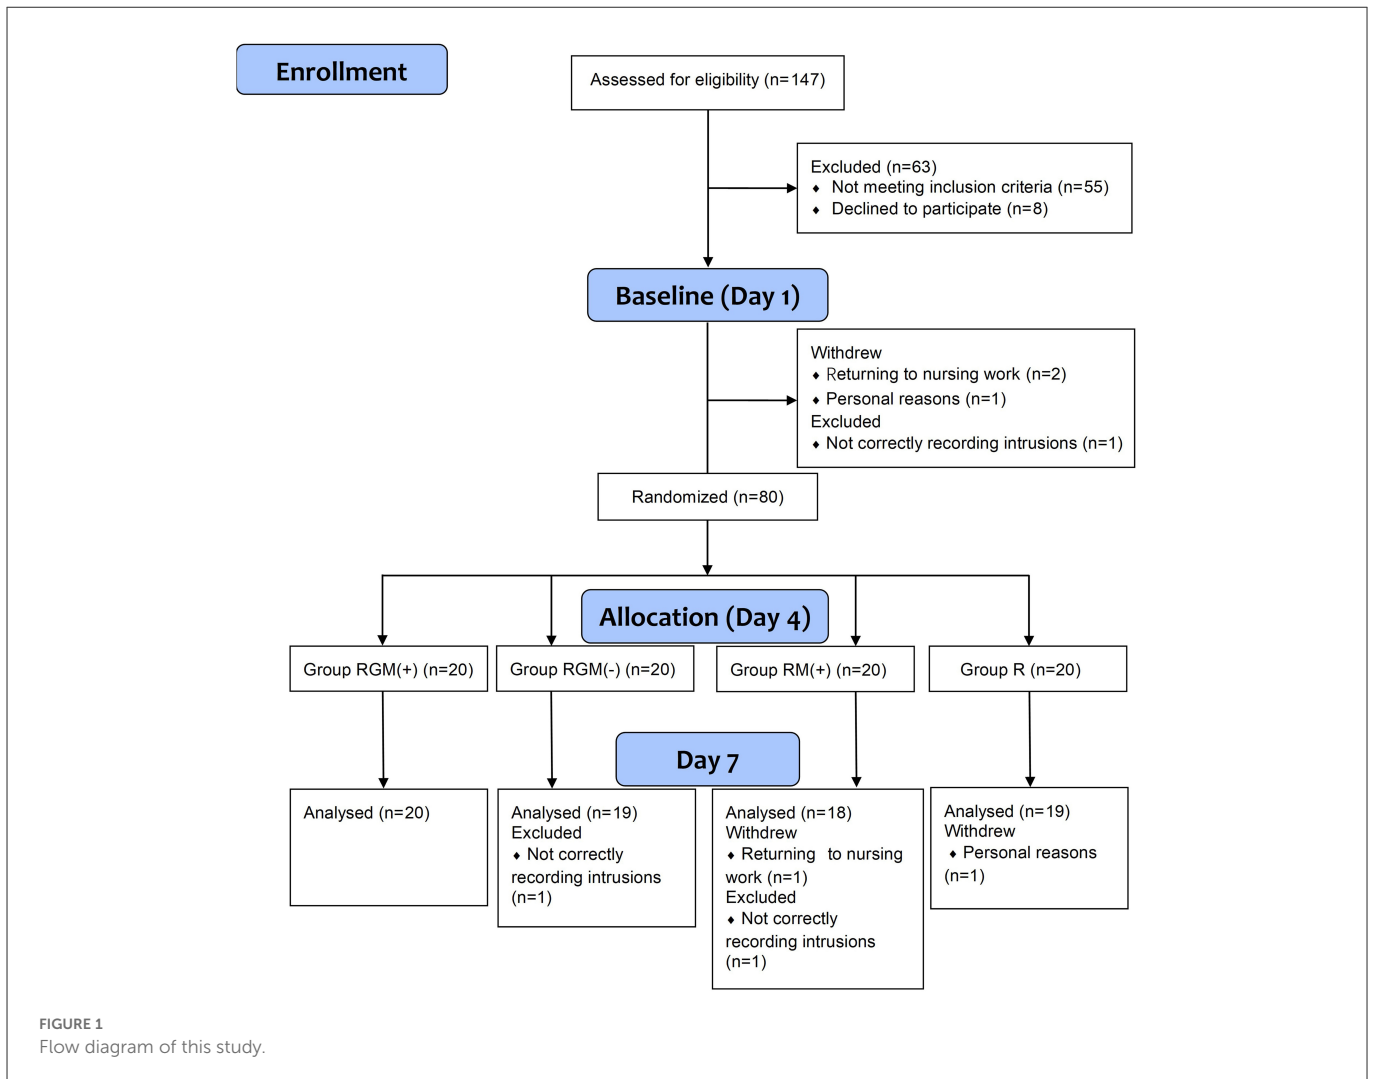 Enrollment
Assessed for eligibility (n=147)
Excluded (n=63)
♦ Not meeting inclusion criteria (n=55)
♦ Declined to participate (n=8)
Baseline (Day 1)
Withdrew
♦ Returning to nursing work (n=2)
♦ Personal reasons (n=1)
Excluded
♦ Not correctly recording intrusions (n=1)
Randomized (n=80)
Allocation (Day 4)
Group RGM(+) (n=20)
Group RGM(-) (n=20)
Group RM(+) (n=20)
Group R (n=20)
Day 7
Analysed (n=20)
Analysed (n=19)
Excluded
♦ Not correctly
recording intrusions
(n=1)
Analysed (n=18)
Withdrew
♦ Returning to nursing
work (n=1)
Excluded
♦ Not correctly
recording intrusions
(n=1)
Analysed (n=19)
Withdrew
♦ Personal reasons
(n=1)
FIGURE 1
Flow diagram of this study.